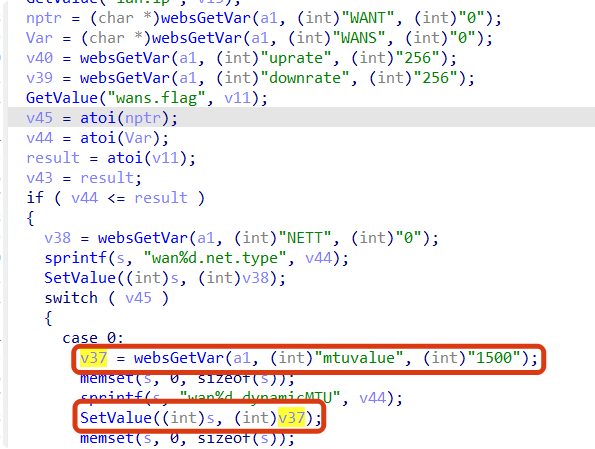 nptr = (char *)websGetVar(a1, (int)"WANT", (int)"0");
Var = (char *)websGetVar(a1, (int)"WANS", (int)"0");
v40 = websGetVar(a1, (int)"uprate", (int)"256");
v39 = websGetVar(a1, (int)"downrate", (int)"256");
GetValue("wans.flag", v11);
v45 = atoi(nptr);
v44 = atoi(Var);
result = atoi(v11);
v43 = result;
if ( v44 <= result )
{
v38 = websGetVar(a1, (int)"NETT", (int)"0");
sprintf(s, "wan%d.net.type", v44);
SetValue((int)s, (int)v38);
switch ( v45 )
{
case 0:
v37 = websGetVar(a1, (int)"mtuvalue", (int)"1500");
memset(s, 0, sizeof(s));
sprintf(s, "wan%d.dynamicMTU", v44);
SetValue((int)s, (int)v37);
memset(s, 0, sizeof(s));